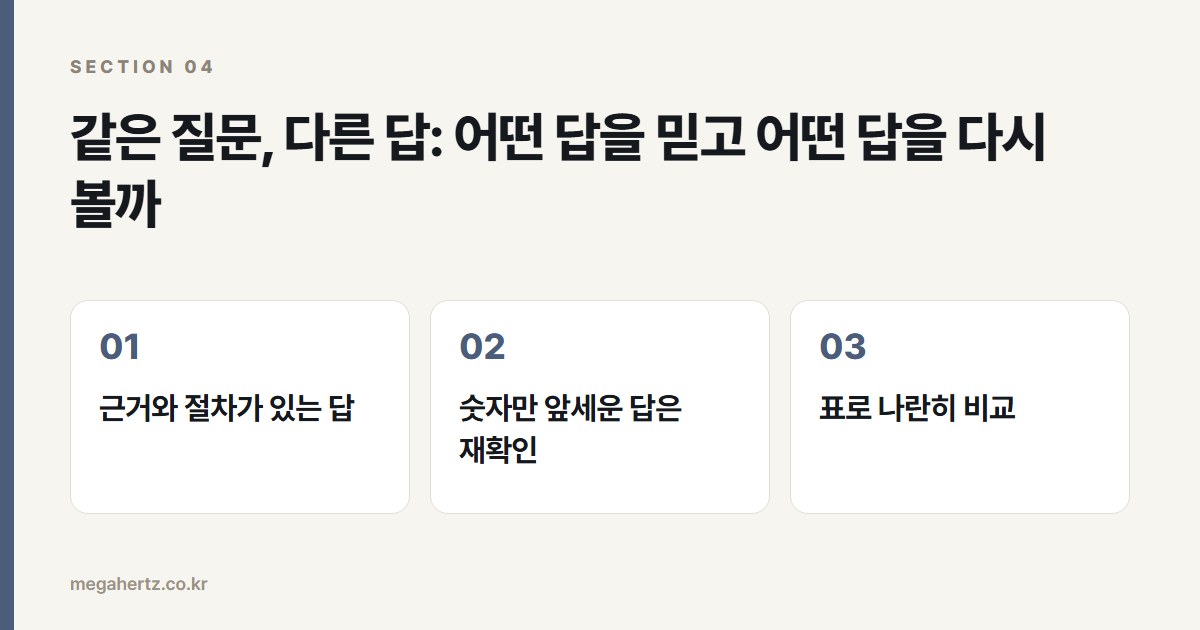 SECTION 04
같은 질문, 다른 답: 어떤 답을 믿고 어떤 답을 다시
볼까
01
근거와 절차가 있는 답
02
숫자만 앞세운 답은
재확인
03
표로 나란히 비교
megahertz.co.kr